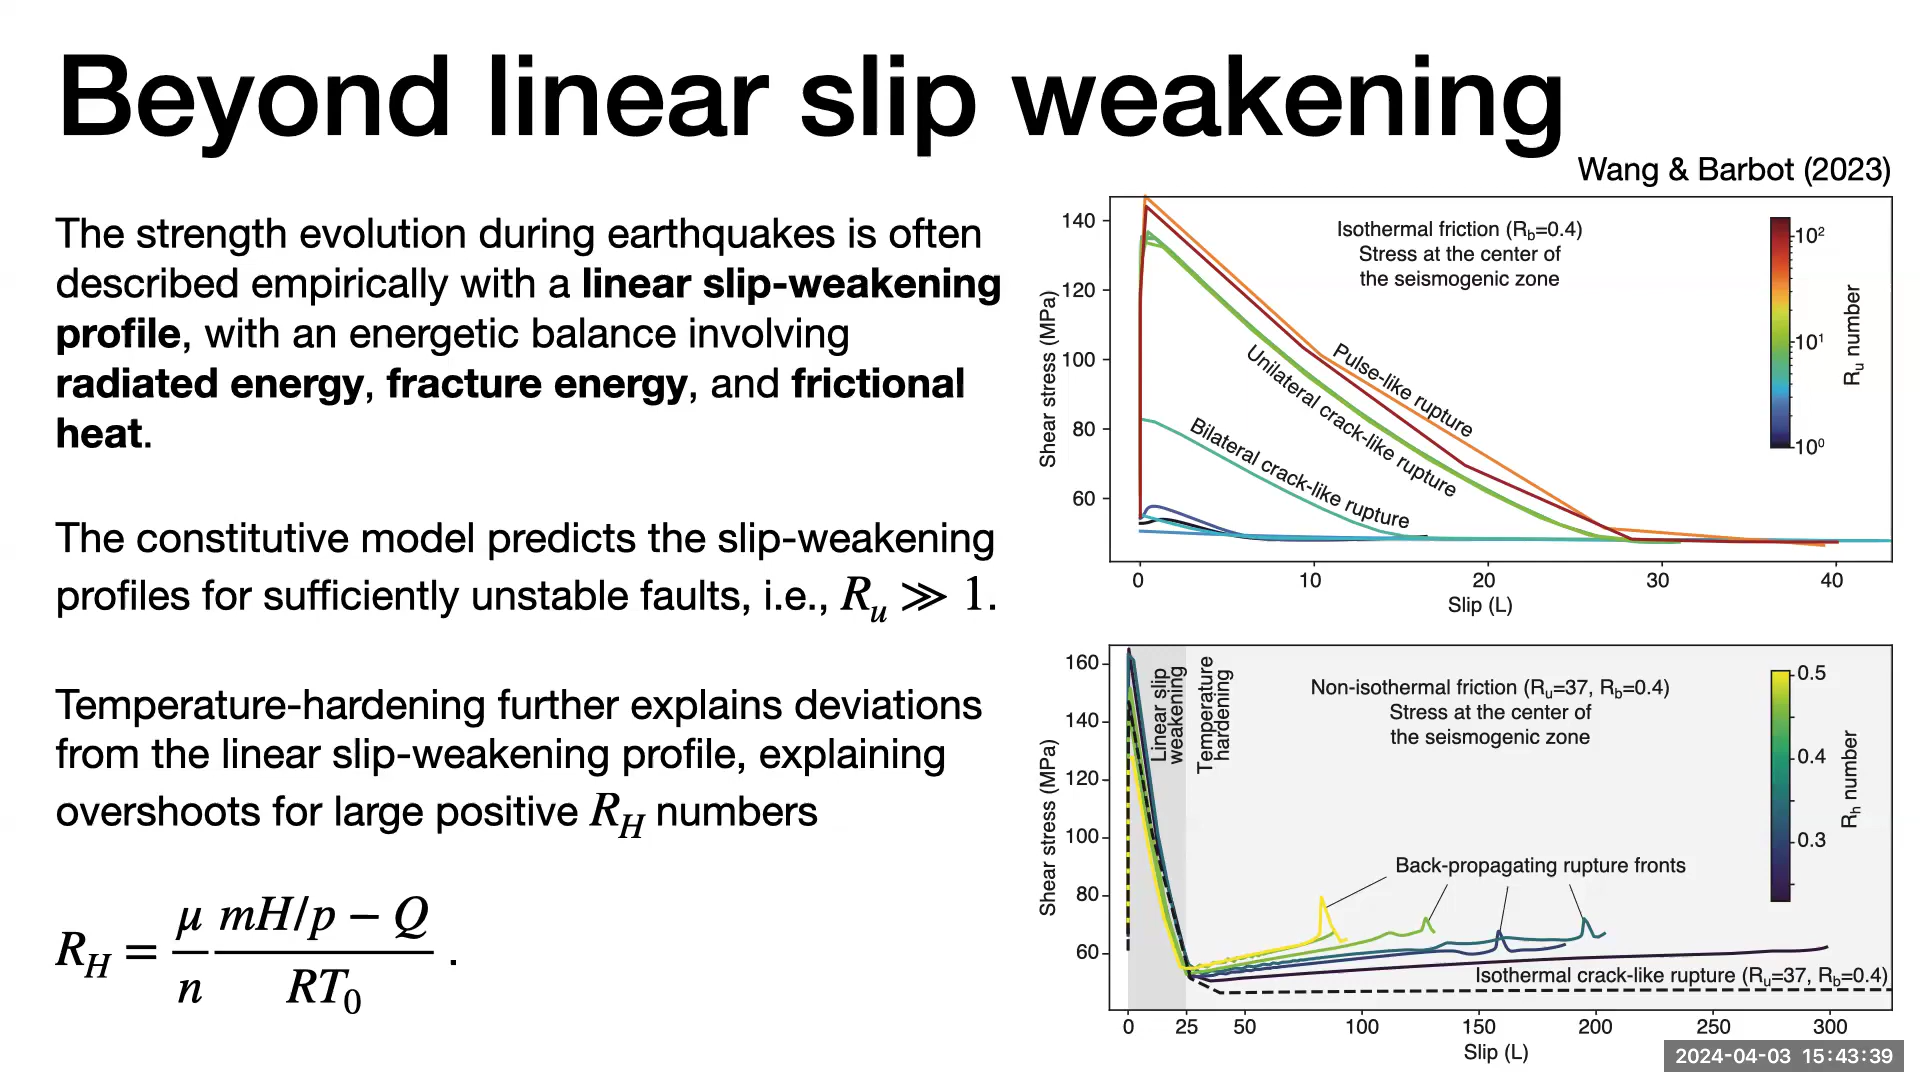 Beyond linear slip weakening
Wang & Barbot (2023)
The strength evolution during earthquakes is often
described empirically with a linear slip-weakening
profile, with an energetic balance involving
radiated energy, fracture energy, and frictional
heat.
The constitutive model predicts the slip-weakening
profiles for sufficiently unstable faults, i.e., R_u ≫ 1.
Temperature-hardening further explains deviations
from the linear slip-weakening profile, explaining
overshoots for large positive R_H numbers
R_H = μ/n (mH/p − Q)/(RT_0) .
Isothermal friction (R_b=0.4)
Stress at the center of
the seismogenic zone
Pulse-like rupture
Unilateral crack-like rupture
Bilateral crack-like rupture
140
120
100
80
60
Shear stress (MPa)
0 10 20 30 40
Slip (L)
10²
10¹
10⁰
R_u number
Linear slip
weakening
Temperature
hardening
Non-isothermal friction (R_u=37, R_b=0.4)
Stress at the center of
the seismogenic zone
Back-propagating rupture fronts
Isothermal crack-like rupture (R_u=37, R_b=0.4)
160
140
120
100
80
60
Shear stress (MPa)
0 25 50 100 150 200 250 300
Slip (L)
0.5
0.4
0.3
R_h number
2024-04-03 15:43:39